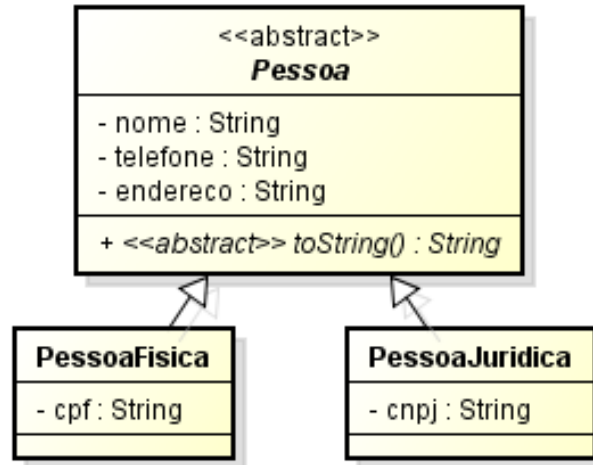 <<abstract>>
Pessoa
- nome : String
- telefone : String
- endereco : String
+ <<abstract>> toString() : String
PessoaFisica
- cpf : String
PessoaJuridica
- cnpj : String